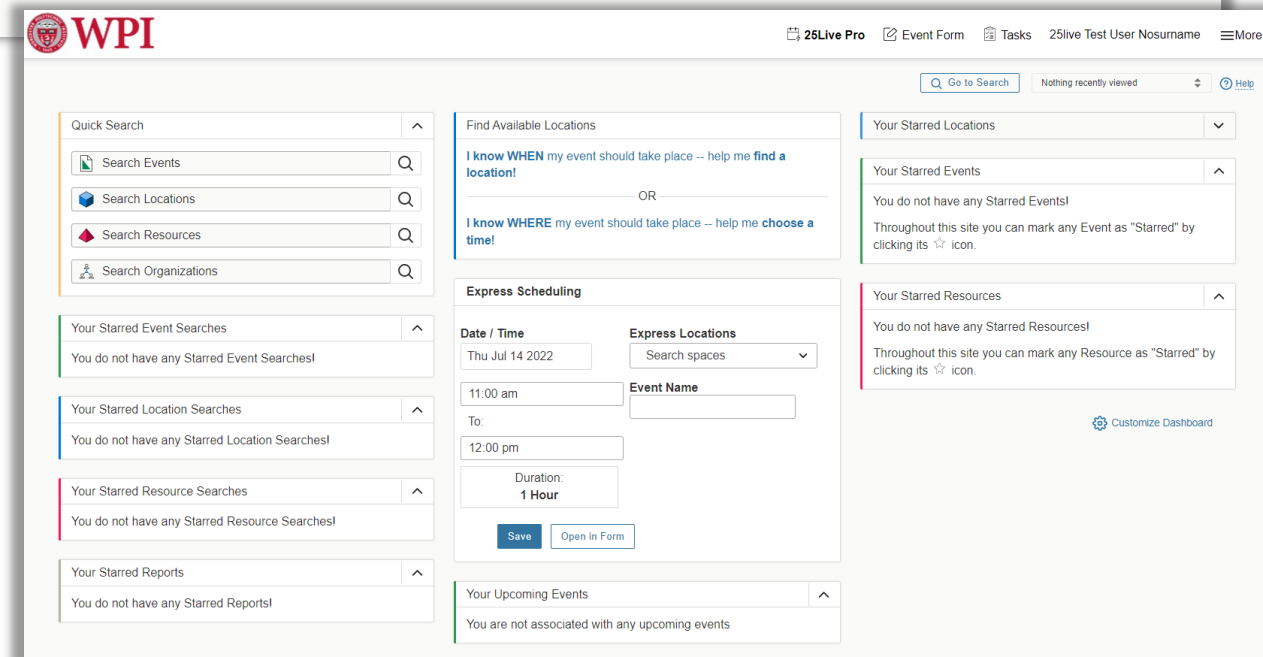 WPI
25Live Pro
Event Form
Tasks
25live Test User Nosurname
More
Go to Search
Nothing recently viewed
Help
Quick Search
Search Events
Search Locations
Search Resources
Search Organizations
Your Starred Event Searches
You do not have any Starred Event Searches!
Your Starred Location Searches
You do not have any Starred Location Searches!
Your Starred Resource Searches
You do not have any Starred Resource Searches!
Your Starred Reports
You do not have any Starred Reports!
Find Available Locations
I know WHEN my event should take place -- help me find a
location!
OR
I know WHERE my event should take place -- help me choose a
time!
Express Scheduling
Date / Time
Thu Jul 14 2022
11:00 am
To:
12:00 pm
Duration:
1 Hour
Express Locations
Search spaces
Event Name
Save
Open in Form
Your Upcoming Events
You are not associated with any upcoming events
Your Starred Locations
Your Starred Events
You do not have any Starred Events!
Throughout this site you can mark any Event as "Starred" by
clicking its ☆ icon.
Your Starred Resources
You do not have any Starred Resources!
Throughout this site you can mark any Resource as "Starred" by
clicking its ☆ icon.
Customize Dashboard